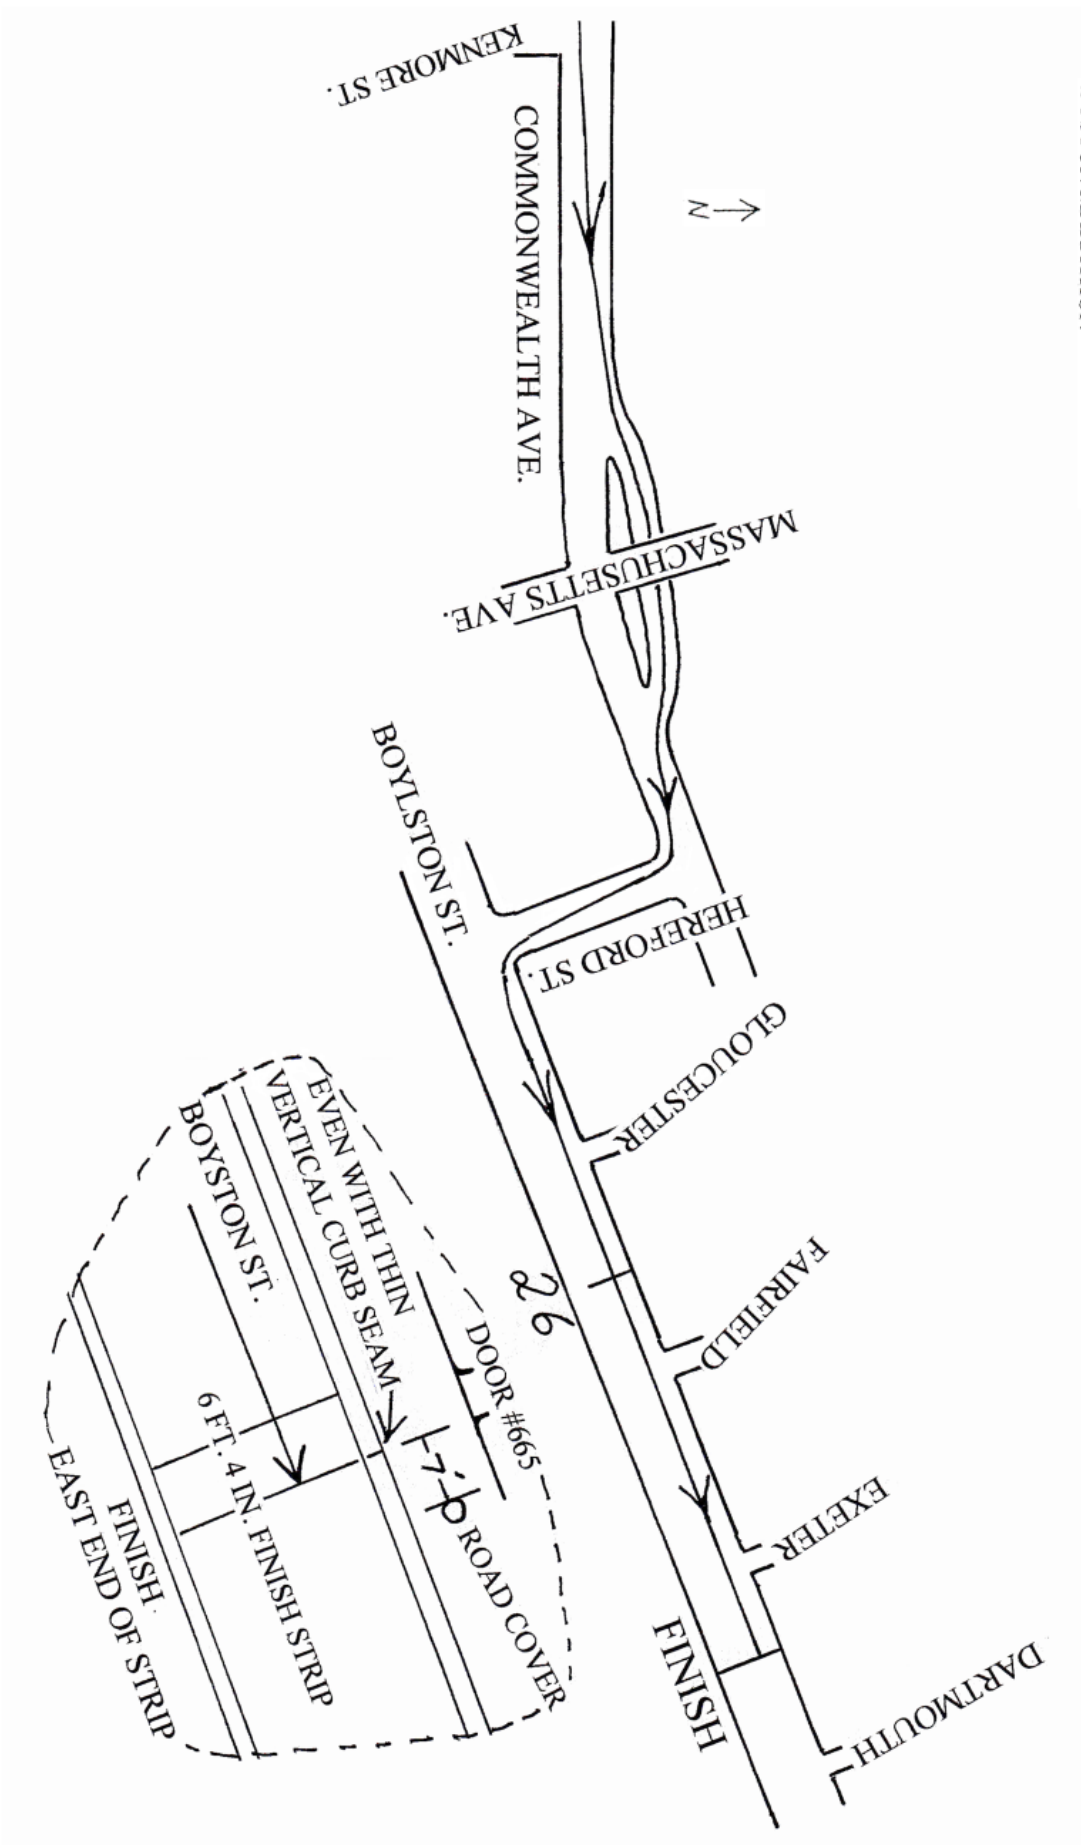 KENMORE ST.
COMMONWEALTH AVE.
N
MASSACHUSETTS AVE.
BOYLSTON ST.
HEREFORD ST.
GLOUCESTER
FAIRFIELD
EXETER
DARTMOUTH
26
FINISH
EVEN WITH THIN
VERTICAL CURB SEAM
BOYSTON ST.
DOOR #665
7'
ROAD COVER
6 FT. 4 IN. FINISH STRIP
FINISH
EAST END OF STRIP